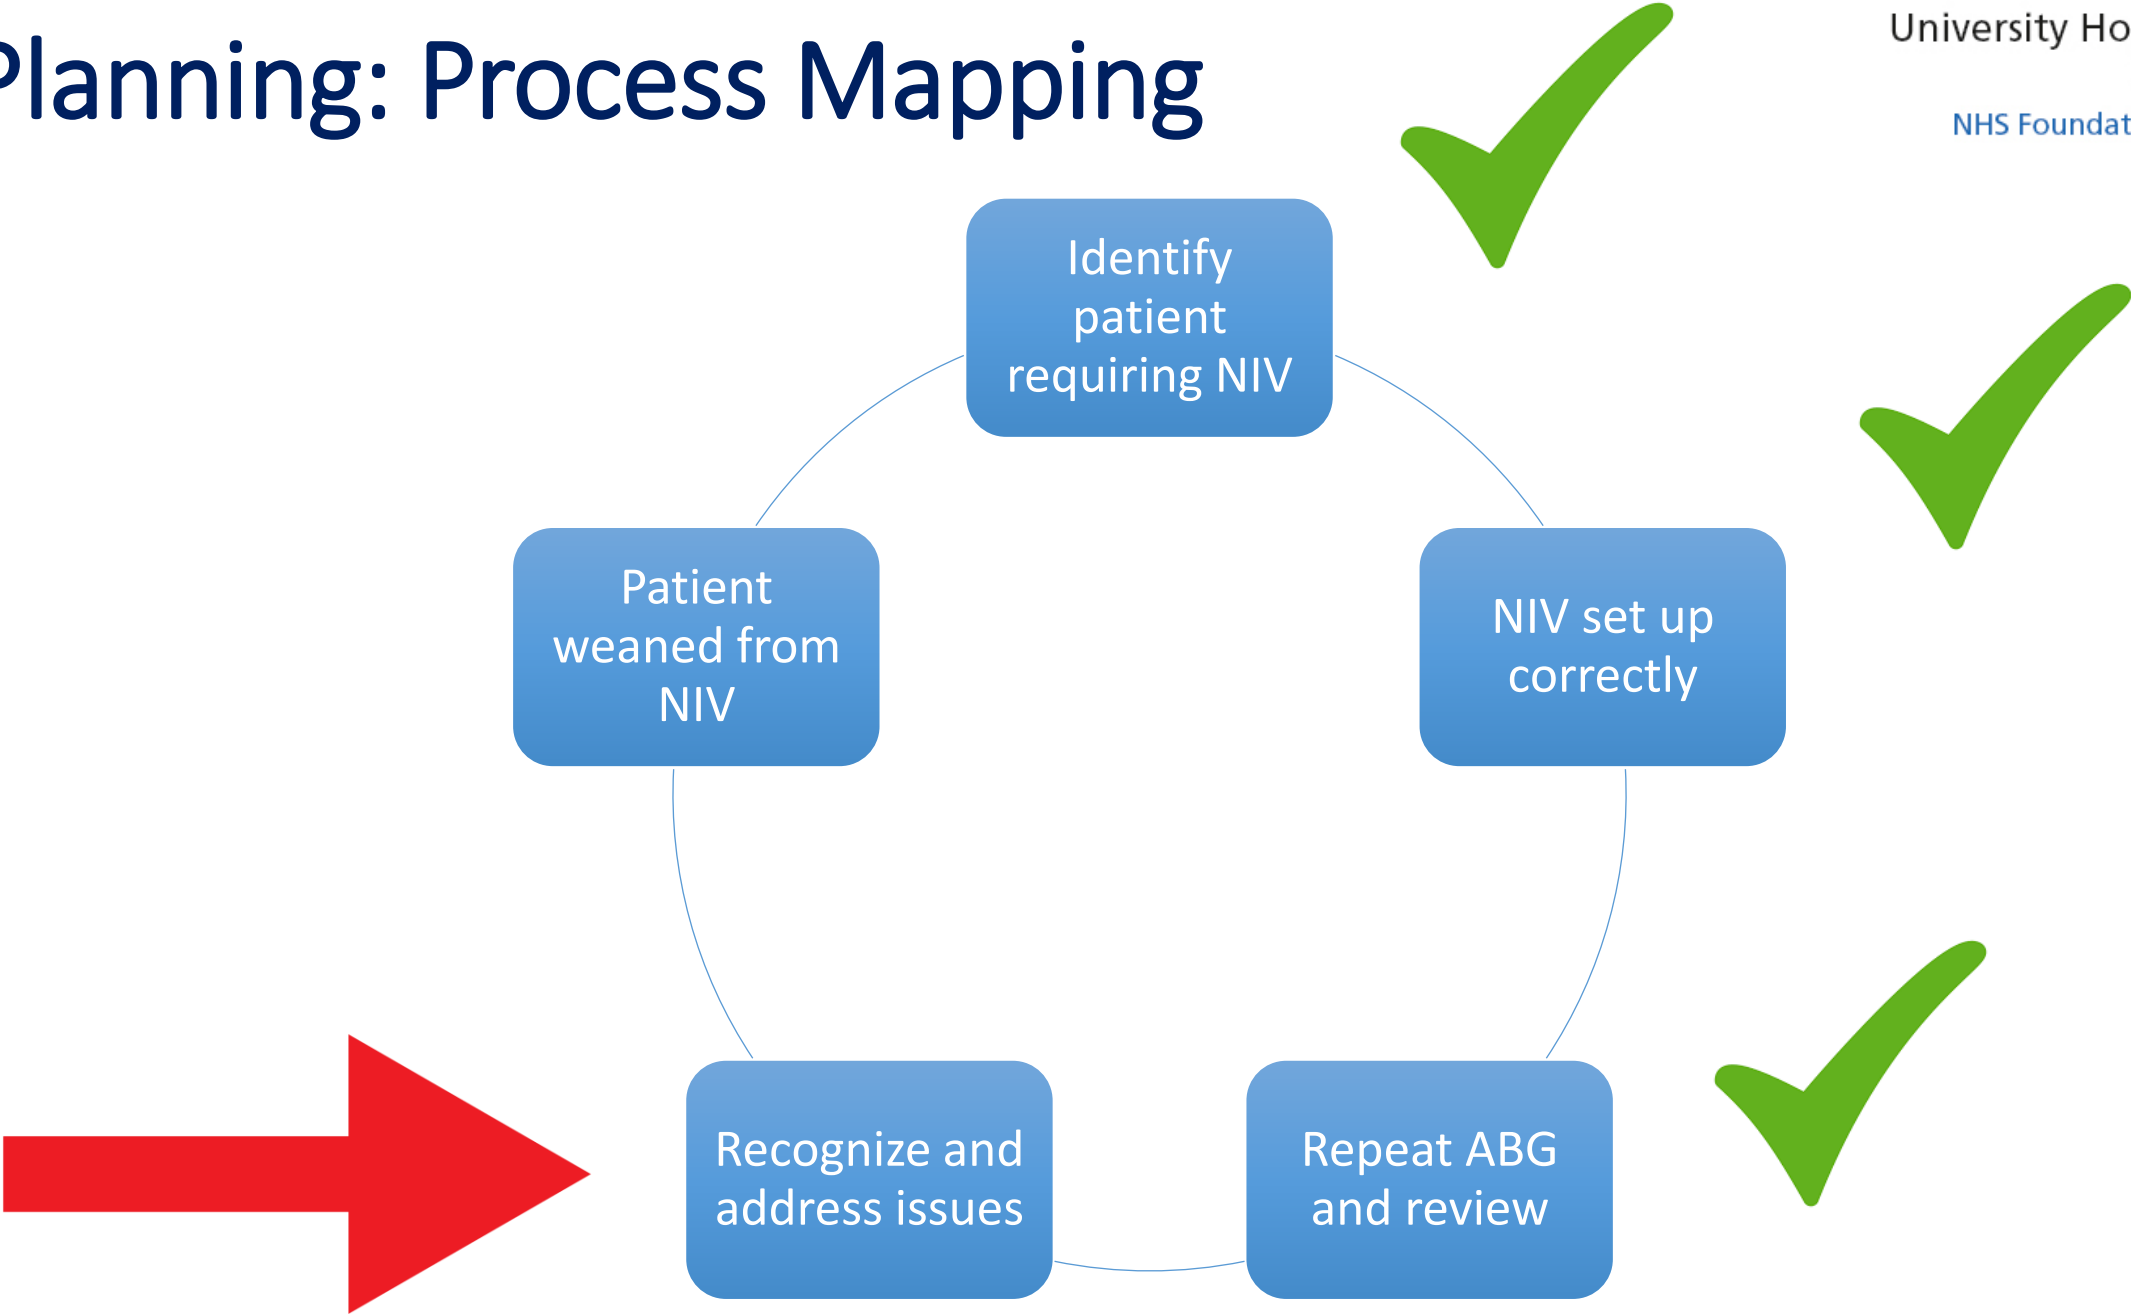 Planning: Process Mapping
University Ho
NHS Foundat
Identify
patient
requiring NIV
NIV set up
correctly
Repeat ABG
and review
Recognize and
address issues
Patient
weaned from
NIV